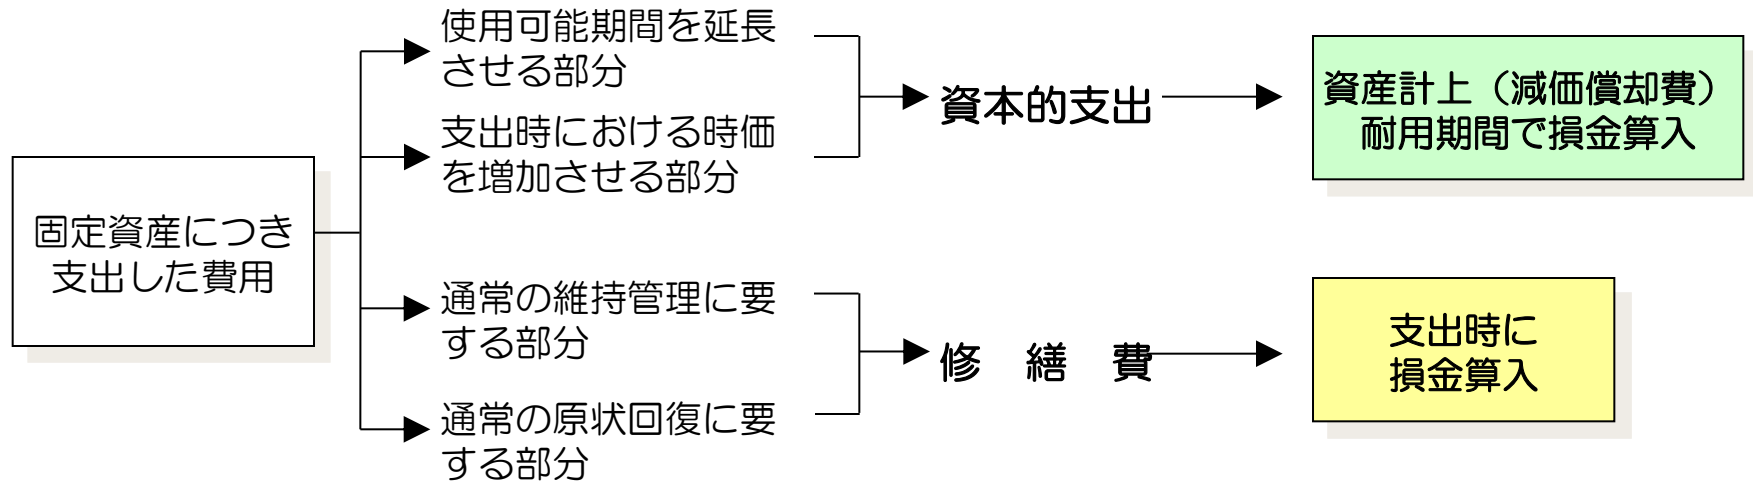 固定資産につき
支出した費用
使用可能期間を延長
させる部分
支出時における時価
を増加させる部分
通常の維持管理に要
する部分
通常の原状回復に要
する部分
資本的支出
修 繕 費
資産計上（減価償却費）
耐用期間で損金算入
支出時に
損金算入